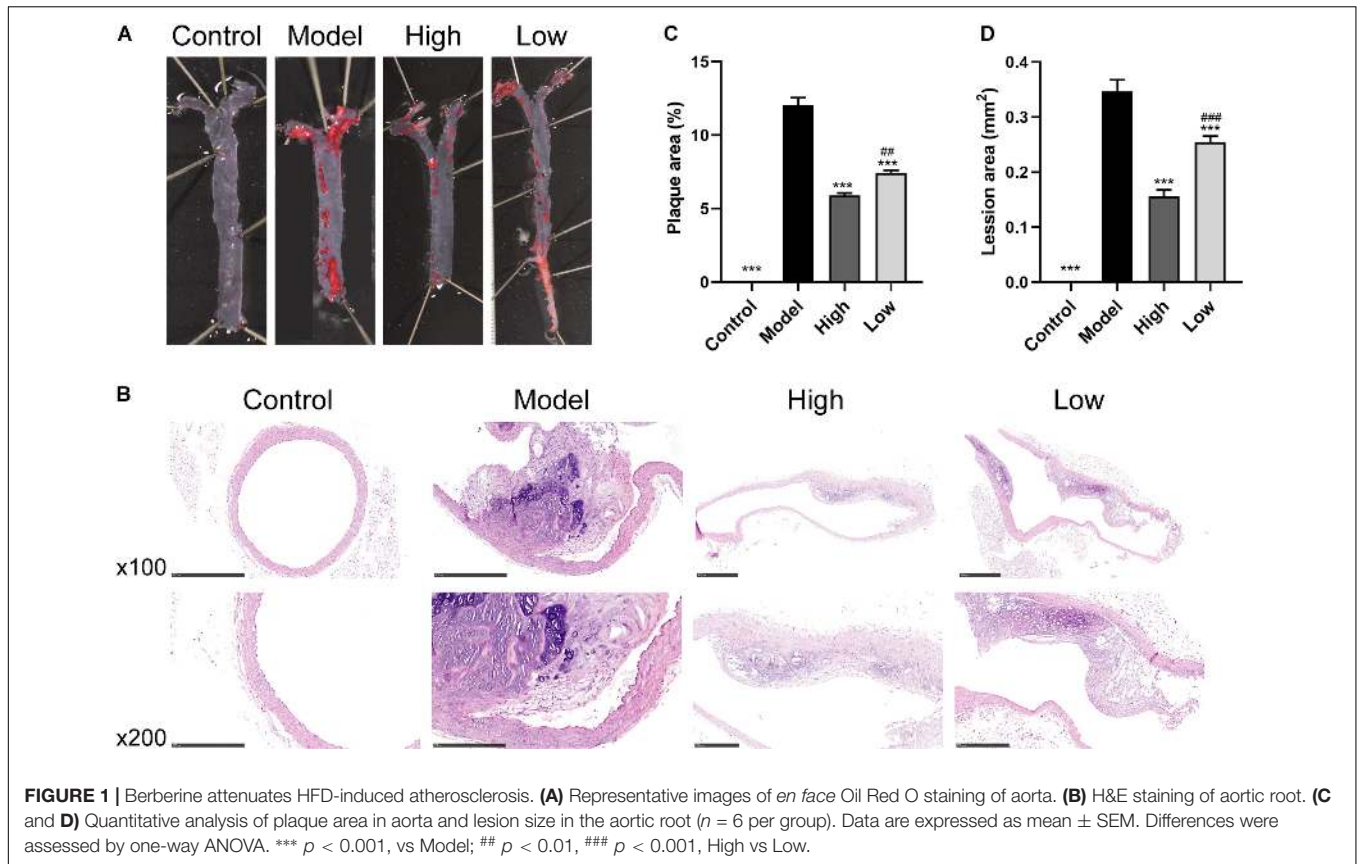 A
Control Model High Low
C
Plaque area (%)
15
10
5
0
***
***
##
***
Control
Model
High
Low
D
Lession area (mm²)
0.4
0.3
0.2
0.1
0.0
***
***
###
***
Control
Model
High
Low
B
Control Model High Low
x100
x200
FIGURE 1 | Berberine attenuates HFD-induced atherosclerosis. (A) Representative images of en face Oil Red O staining of aorta. (B) H&E staining of aortic root. (C
and D) Quantitative analysis of plaque area in aorta and lesion size in the aortic root (n = 6 per group). Data are expressed as mean ± SEM. Differences were
assessed by one-way ANOVA. *** p < 0.001, vs Model; ## p < 0.01, ### p < 0.001, High vs Low.